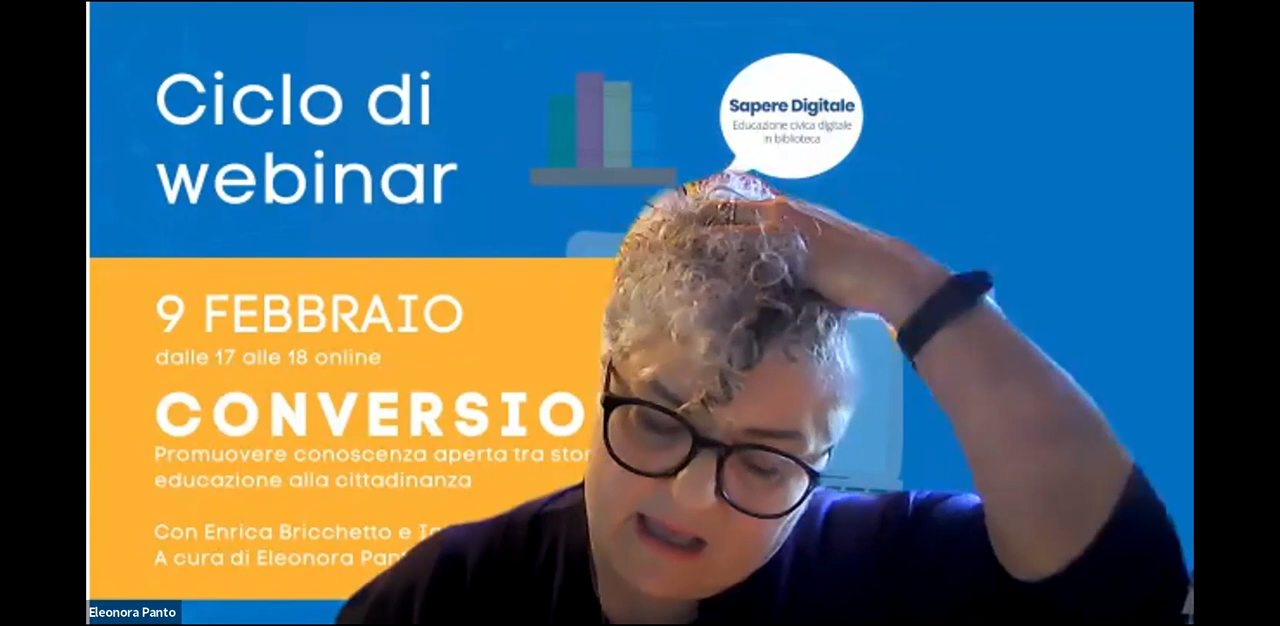 Ciclo di
webinar
Sapere Digitale
Educazione civica digitale
in biblioteca
9 FEBBRAIO
dalle 17 alle 18 online
CONVERSIO
Promuovere conoscenza aperta tra
educazione alla cittadinanza
Con Enrica Bricchetto e
A cura di Eleonora
Eleonora Panto